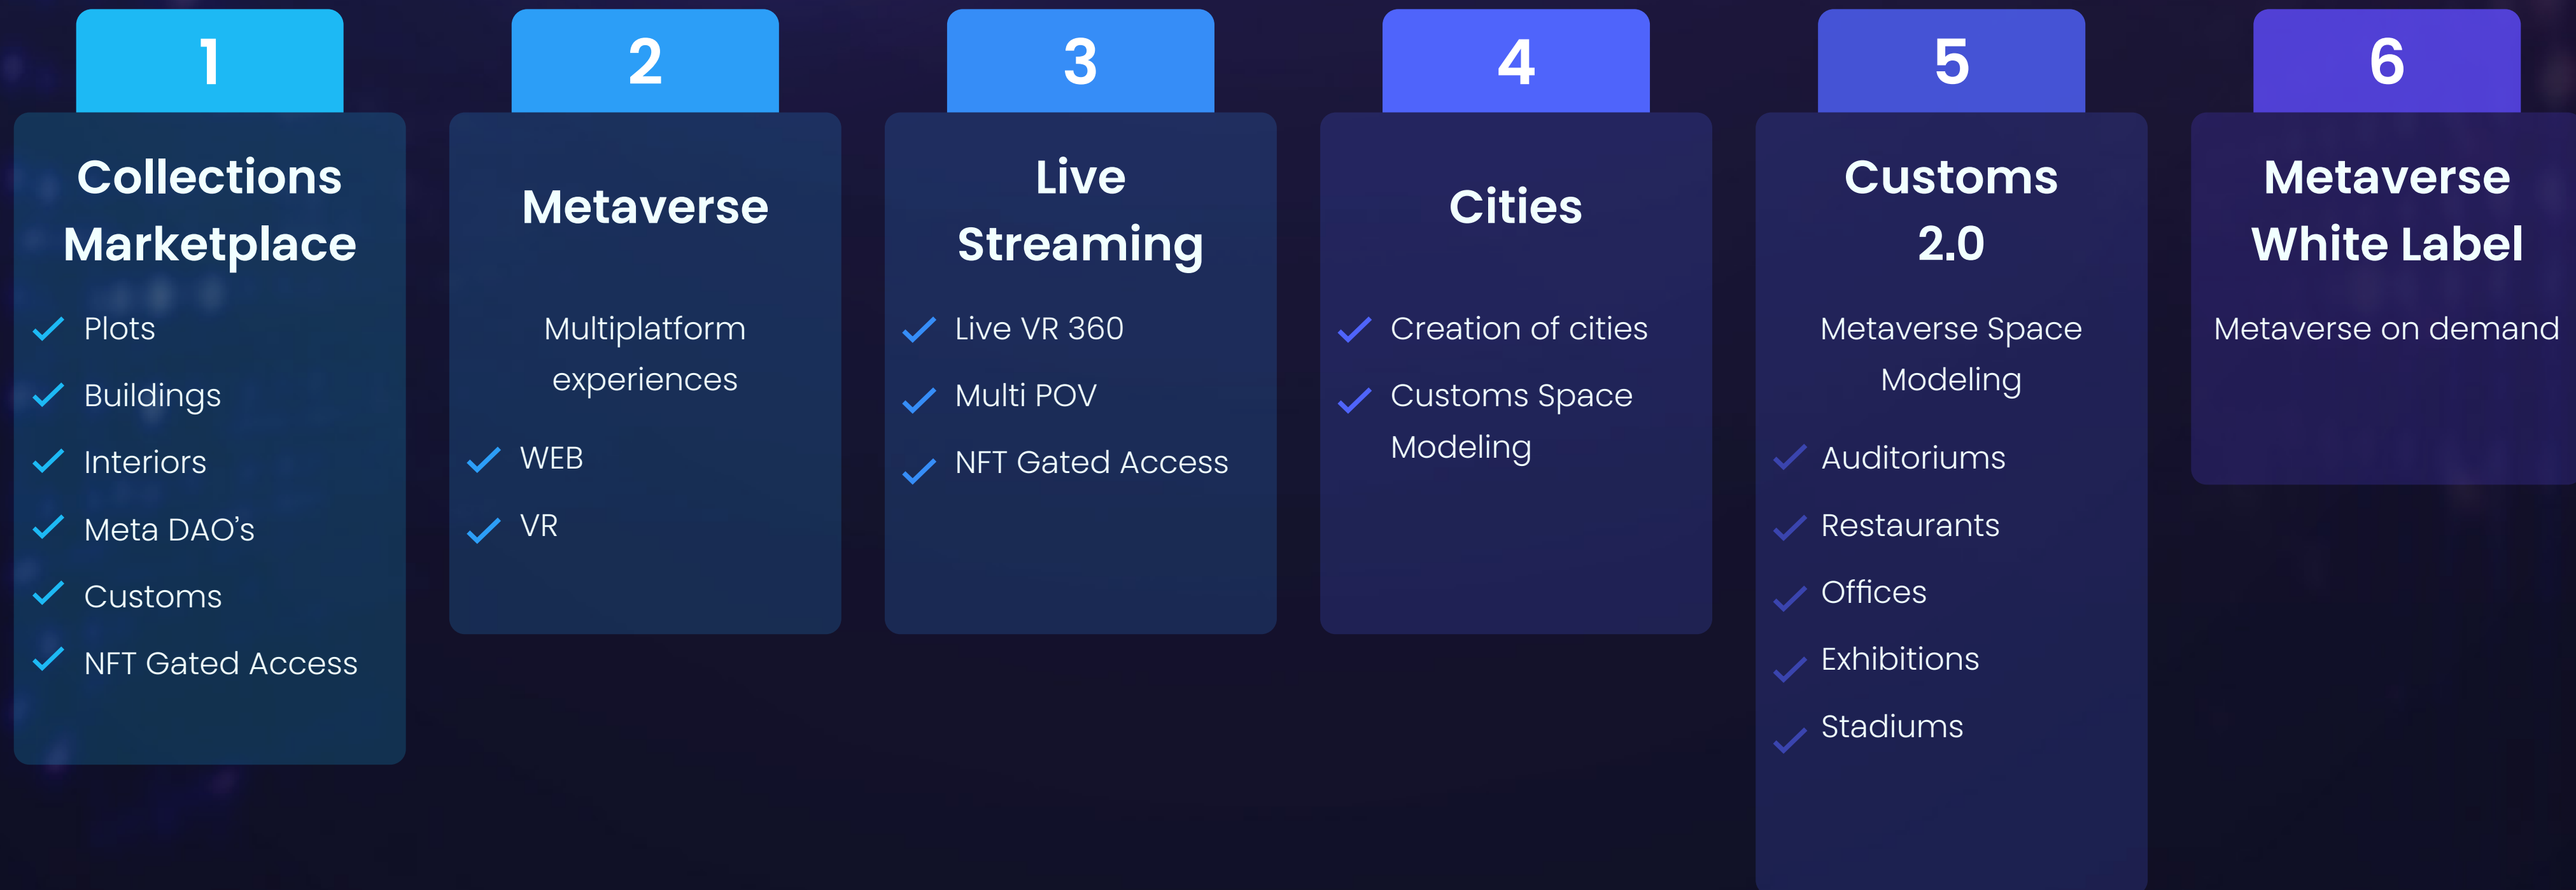 1
Collections
Marketplace
Plots
Buildings
Interiors
Meta DAO’s
Customs
NFT Gated Access
2
Metaverse
Multiplatform
experiences
WEB
VR
3
Live
Streaming
Live VR 360
Multi POV
NFT Gated Access
4
Cities
Creation of cities
Customs Space
Modeling
5
Customs
2.0
Metaverse Space
Modeling
Auditoriums
Restaurants
Offices
Exhibitions
Stadiums
6
Metaverse
White Label
Metaverse on demand